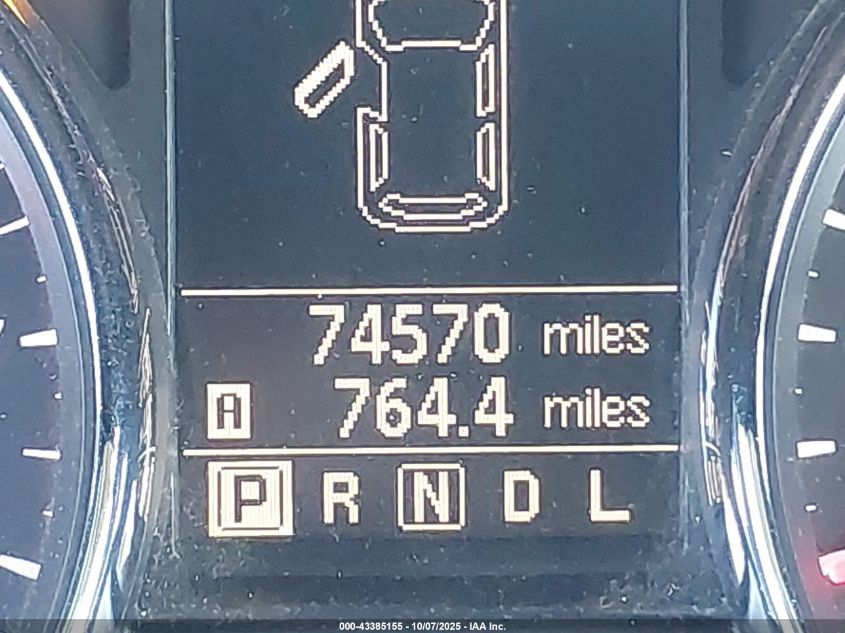 74570 miles
A 764.4 miles
P R N D L
000-43385155 - 10/07/2025 - IAA Inc.